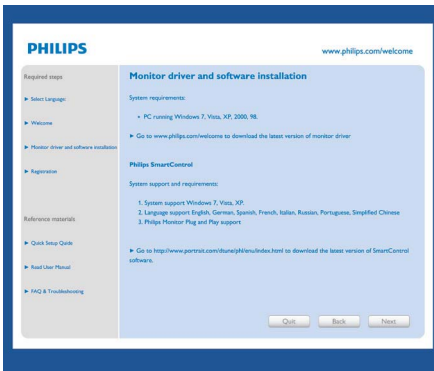 PHILIPS
www.philips.com/welcome
Required steps
► Select Language:
► Welcome
► Monitor driver and software installation
► Registration
Reference materials
► Quick Setup Guide
► Read User Manual
► FAQ & Troubleshooting
Monitor driver and software installation
System requirements:
• PC running Windows 7, Vista, XP, 2000, 98.
► Go to www.philips.com/welcome to download the latest version of monitor driver
Philips SmartControl
System support and requirements:
1. System support Windows 7, Vista, XP.
2. Language support English, German, Spanish, French, Italian, Russian, Portuguese, Simplified Chinese
3. Philips Monitor Plug and Play support
► Go to http://www.portrait.com/dtune/phl/enu/index.html to download the latest version of SmartControl
software.
Quit
Back
Next